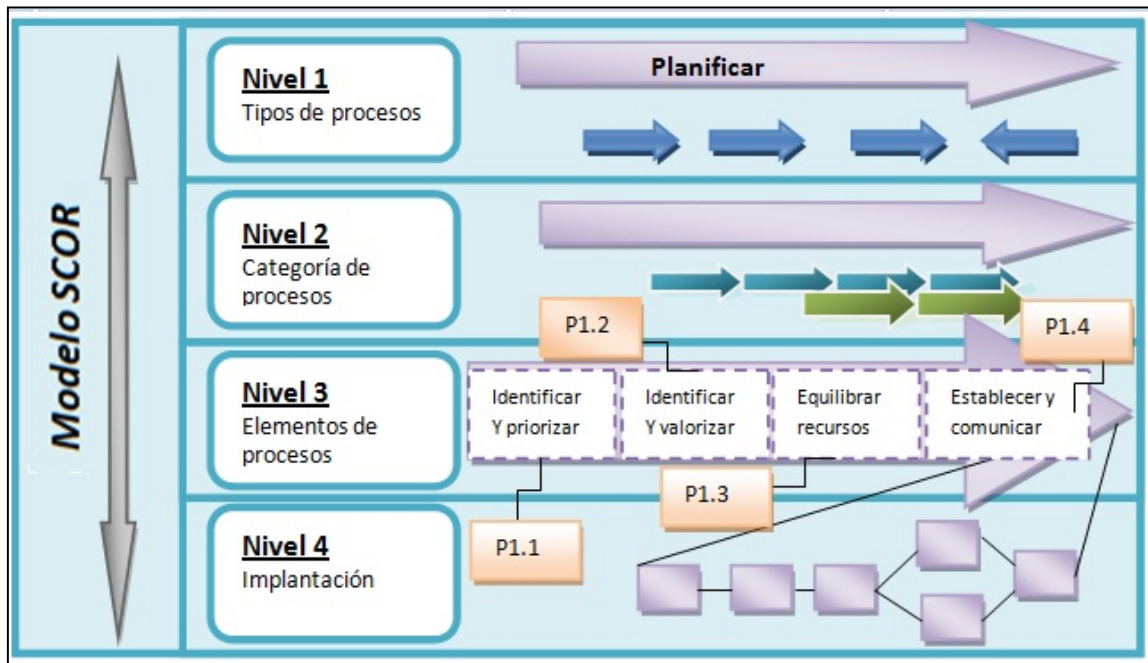 Modelo SCOR
Nivel 1
Tipos de procesos
Planificar
Nivel 2
Categoría de
procesos
P1.2
P1.4
Nivel 3
Elementos de
procesos
Identificar
Y priorizar
Identificar
Y valorizar
Equilibrar
recursos
Establecer y
comunicar
P1.3
P1.1
Nivel 4
Implantación